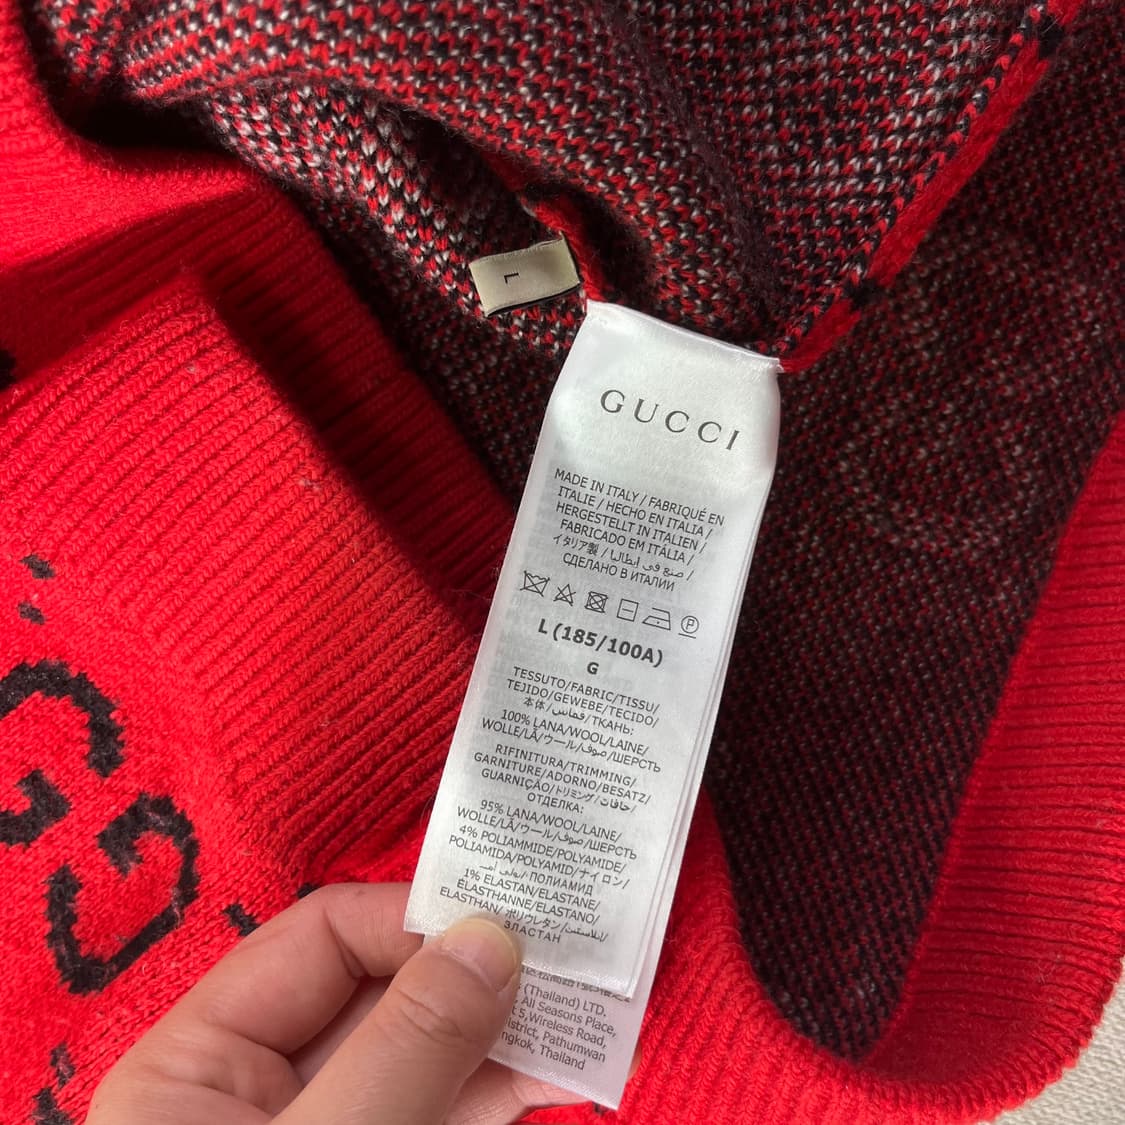 L
GUCCI
MADE IN ITALY / FABRIQUÉ EN
ITALIE / HECHO EN ITALIA /
HERGESTELLT IN ITALIEN /
FABRICADO EM ITÁLIA /
イタリア製 / صنع في إيطاليا /
СДЕЛАНО В ИТАЛИИ
P
L (185/100A)
G
TESSUTO/FABRIC/TISSU/
TEJIDO/GEWEBE/TECIDO/
本体/قماش/ТКАНЬ:
100% LANA/WOOL/LAINE/
WOLLE/LÃ/ウール/صوف/ШЕРСТЬ
RIFINITURA/TRIMMING/
GARNITURE/ADORNO/BESATZ/
GUARNIÇÃO/トリミング/حافات/
ОТДЕЛКА:
95% LANA/WOOL/LAINE/
WOLLE/LÃ/ウール/صوف/ШЕРСТЬ
4% POLIAMMIDE/POLYAMIDE/
POLIAMIDA/POLYAMID/ナイロン/
ПОЛИАМИД
1% ELASTAN/ELASTANE/
ÉLASTHANNE/ELASTANO/
ELASTHAN/ポリウレタン/إيلاستين/
ЭЛАСТАН
(Thailand) LTD.
All Seasons Place,
5, Wireless Road,
Pathumwan
Thailand